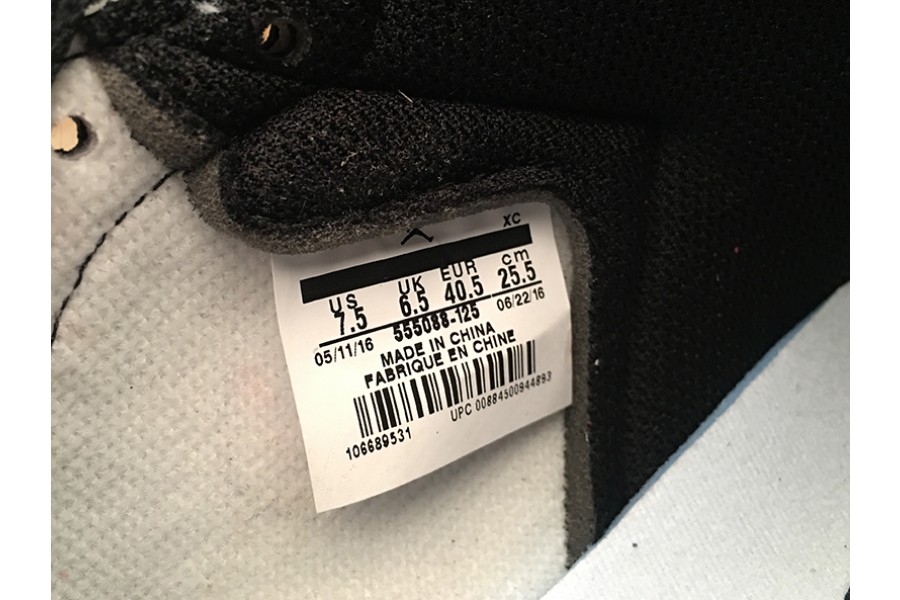 XC
US UK EUR cm
7.5 6.5 40.5 25.5
555088-125
05/11/16 06/22/16
MADE IN CHINA
FABRIQUE EN CHINE
UPC 00884500944893
106689531